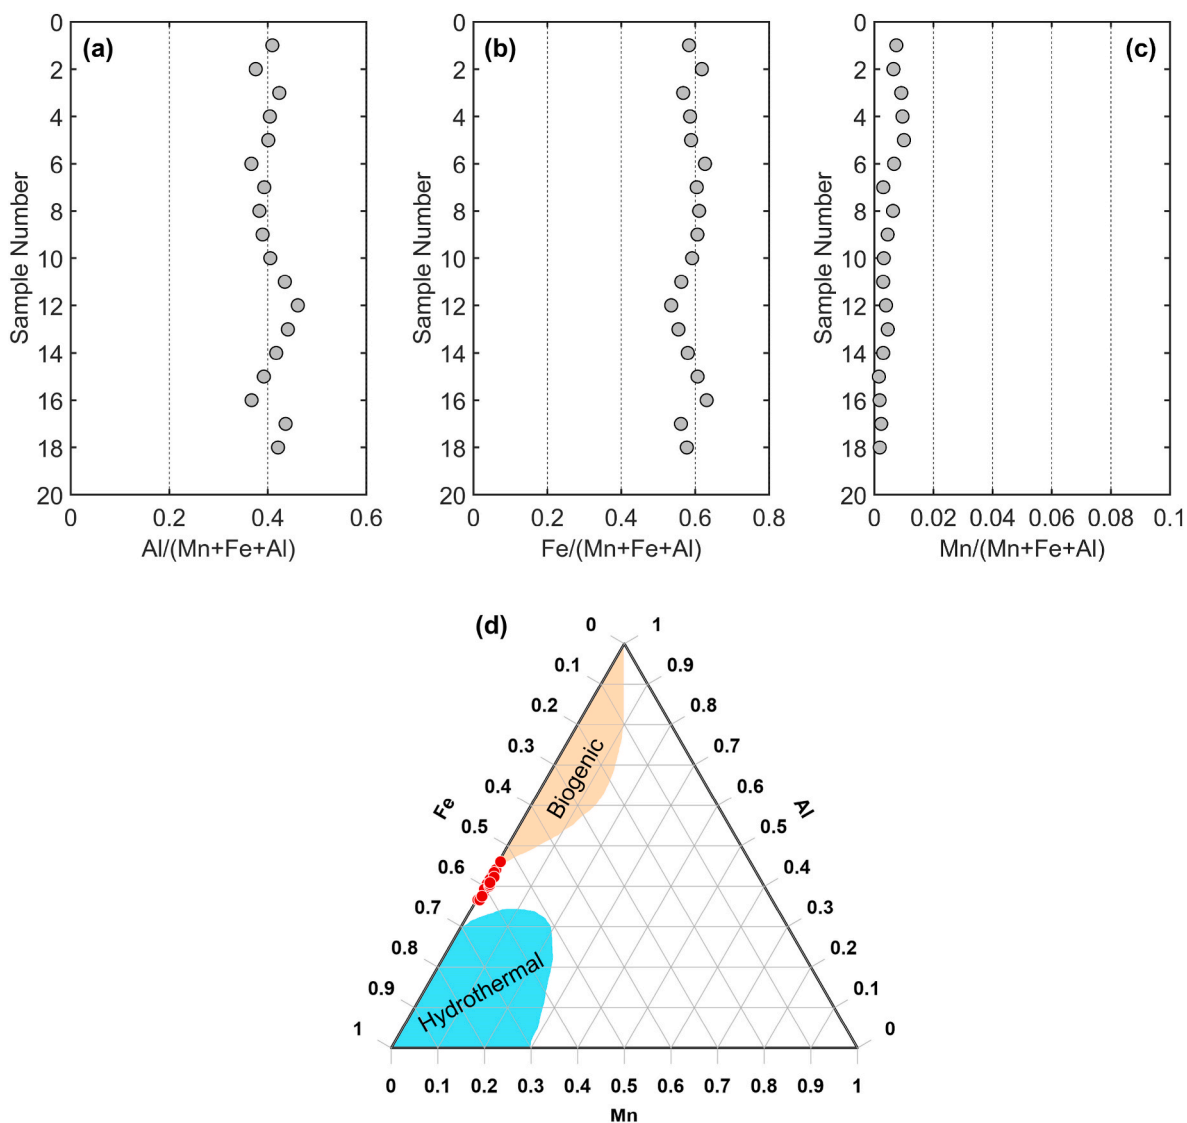 (a)
0
2
4
6
8
10
12
14
16
18
20
Sample Number
0 0.2 0.4 0.6
Al/(Mn+Fe+Al)
(b)
0
2
4
6
8
10
12
14
16
18
20
Sample Number
0 0.2 0.4 0.6 0.8
Fe/(Mn+Fe+Al)
(c)
0
2
4
6
8
10
12
14
16
18
20
Sample Number
0 0.02 0.04 0.06 0.08 0.1
Mn/(Mn+Fe+Al)
(d)
0 1
0.1 0.9
0.2 0.8
0.3 0.7
0.4 0.6
0.5 0.5
0.6 0.4
0.7 0.3
0.8 0.2
0.9 0.1
1 0
Fe
Al
Biogenic
Hydrothermal
0 0.1 0.2 0.3 0.4 0.5 0.6 0.7 0.8 0.9 1
Mn